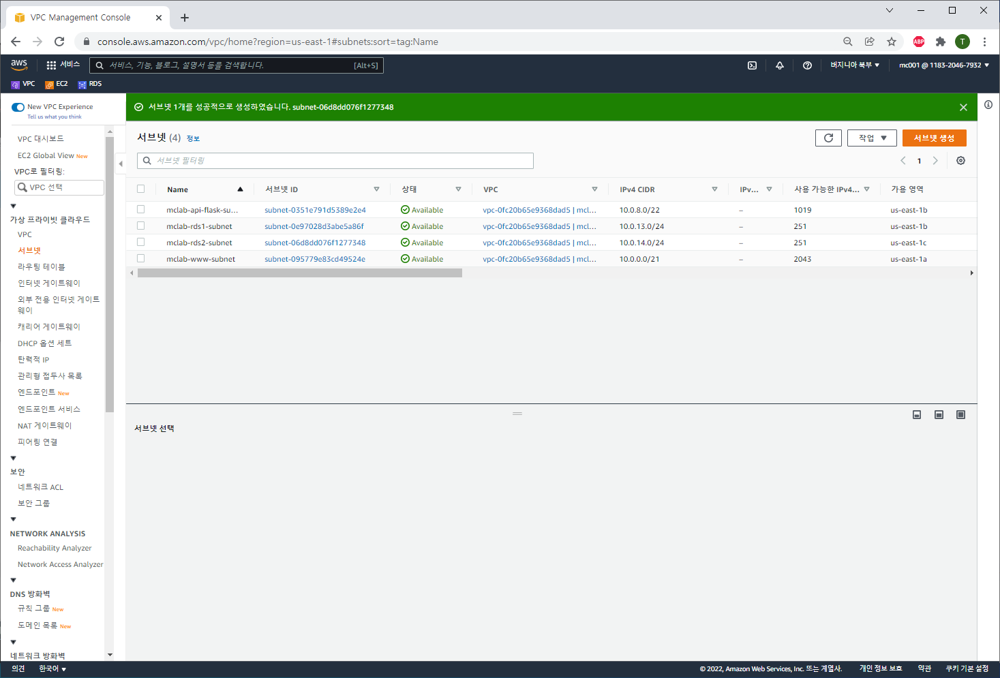 VPC Management Console
console.aws.amazon.com/vpc/home?region=us-east-1#subnets:sort=tag:Name
ABP
T
aws
서비스
서비스, 기능, 블로그, 설명서 등을 검색합니다.
[Alt+S]
버지니아 북부
mc001 @ 1183-2046-7932
VPC
EC2
RDS
New VPC Experience
Tell us what you think
VPC 대시보드
EC2 Global View New
VPC로 필터링:
VPC 선택
가상 프라이빗 클라우드
VPC
서브넷
라우팅 테이블
인터넷 게이트웨이
외부 전용 인터넷 게이트
웨이
캐리어 게이트웨이
DHCP 옵션 세트
탄력적 IP
관리형 접두사 목록
엔드포인트 New
엔드포인트 서비스
NAT 게이트웨이
피어링 연결
보안
네트워크 ACL
보안 그룹
NETWORK ANALYSIS
Reachability Analyzer
Network Access Analyzer
DNS 방화벽
규칙 그룹 New
도메인 목록 New
네트워크 방화벽
서브넷 1개를 성공적으로 생성하였습니다. subnet-06d8dd076f1277348
서브넷 (4) 정보
작업
서브넷 생성
서브넷 필터링
1
Name 서브넷 ID 상태 VPC IPv4 CIDR IPv... 사용 가능한 IPv4... 가용 영역
mclab-api-flask-su... subnet-0351e791d5389e2e4 Available vpc-0fc20b65e9368dad5 | mcl... 10.0.8.0/22 – 1019 us-east-1b
mclab-rds1-subnet subnet-0e97028d3abe5a86f Available vpc-0fc20b65e9368dad5 | mcl... 10.0.13.0/24 – 251 us-east-1b
mclab-rds2-subnet subnet-06d8dd076f1277348 Available vpc-0fc20b65e9368dad5 | mcl... 10.0.14.0/24 – 251 us-east-1c
mclab-www-subnet subnet-095779e83cd49524e Available vpc-0fc20b65e9368dad5 | mcl... 10.0.0.0/21 – 2043 us-east-1a
서브넷 선택
의견
한국어
© 2022, Amazon Web Services, Inc. 또는 계열사.
개인 정보 보호
약관
쿠키 기본 설정